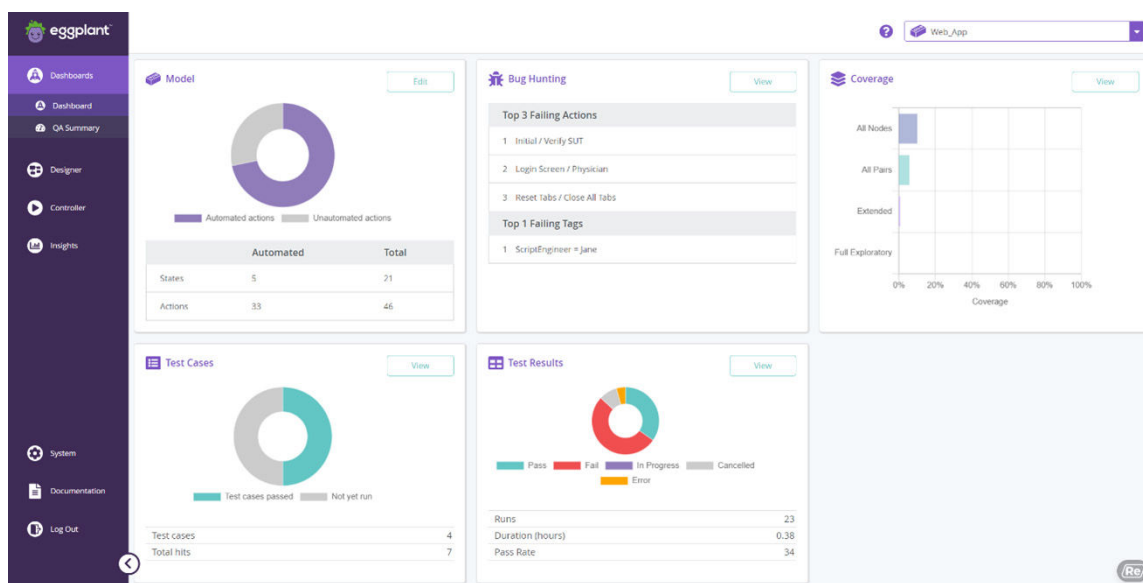 eggplant
Web_App
Dashboards
Dashboard
QA Summary
Designer
Controller
Insights
System
Documentation
Log Out
Model
Edit
Automated actions
Unautomated actions
Automated Total
States 5 21
Actions 33 46
Bug Hunting
View
Top 3 Failing Actions
1 Initial / Verify SUT
2 Login Screen / Physician
3 Reset Tabs / Close All Tabs
Top 1 Failing Tags
1 ScriptEngineer = Jane
Coverage
View
All Nodes
All Pairs
Extended
Full Exploratory
0% 20% 40% 60% 80% 100%
Coverage
Test Cases
View
Test cases passed
Not yet run
Test cases 4
Total hits 7
Test Results
View
Pass Fail In Progress Cancelled
Error
Runs 23
Duration (hours) 0.38
Pass Rate 34
Re